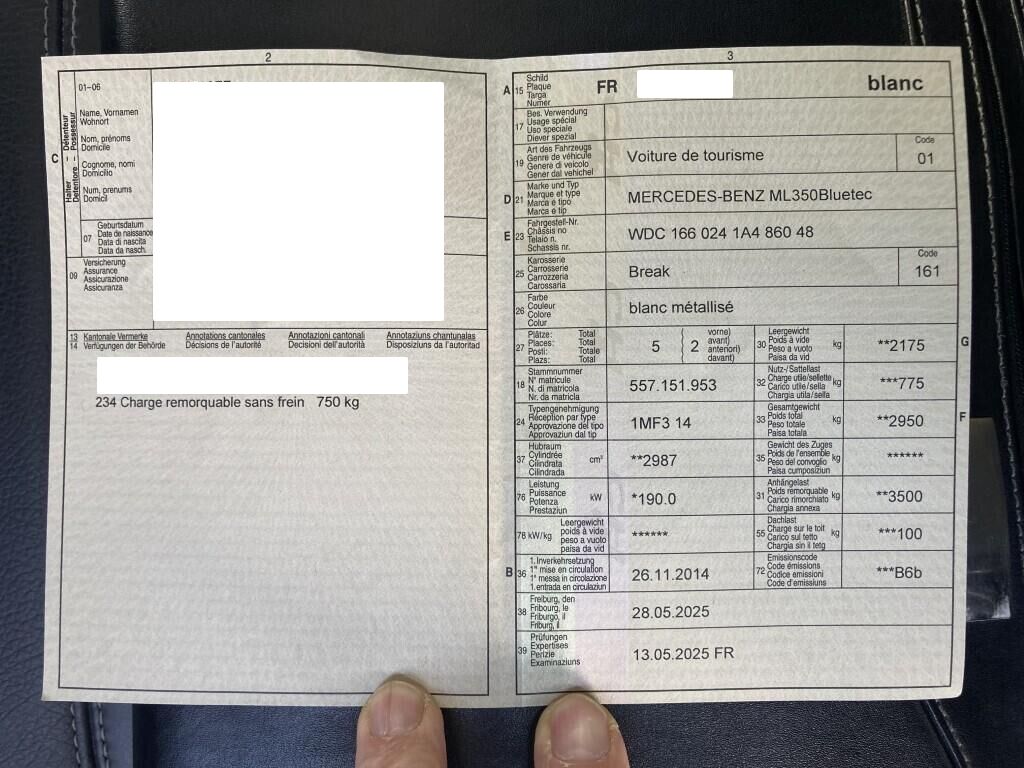 2
01-06
C
Halter – Détenteur
Detentore – Possessur
Name, Vornamen
Wohnort
Nom, prénoms
Domicile
Cognome, nomi
Domicilio
Num, prenums
Domicil
07
Geburtsdatum
Date de naissance
Data di nascita
Data da nasch.
09
Versicherung
Assurance
Assicurazione
Assicuranza
13 Kantonale Vermerke Annotations cantonales Annotazioni cantonali Annotaziuns chantunalas
14 Verfügungen der Behörde Décisions de l'autorité Decisioni dell'autorità Disposiziuns da l'autoritad
234 Charge remorquable sans frein 750 kg
3
A 15
Schild
Plaque
Targa
Numer
FR blanc
17
Bes. Verwendung
Usage spécial
Uso speciale
Diever spezial
19
Art des Fahrzeugs
Genre de véhicule
Genere di veicolo
Gener dal vehichel
Voiture de tourisme
Code
01
D 21
Marke und Typ
Marque et type
Marca e tipo
Marca e tip
MERCEDES-BENZ ML350Bluetec
E 23
Fahrgestell-Nr.
Châssis no
Telaio n.
Schassis nr.
WDC 166 024 1A4 860 48
25
Karosserie
Carrosserie
Carrozzeria
Carossaria
Break
Code
161
26
Farbe
Couleur
Colore
Colur
blanc métallisé
27
Plätze: Total
Places: Total
Posti: Totale
Plazs: Total
5
2
vorne)
avant)
anteriori)
davant)
30
Leergewicht
Poids à vide
Peso a vuoto
Paisa da vid
kg
**2175
G
18
Stammnummer
N° matricule
N. di matricola
Nr. da matricla
557.151.953
32
Nutz-/Sattellast
Charge utile/sellette
Carico utile/sella
Chargia utila/sella
kg
***775
24
Typengenehmigung
Réception par type
Approvazione del tipo
Approvaziun dal tip
1MF3 14
33
Gesamtgewicht
Poids total
Peso totale
Paisa totala
kg
**2950
F
37
Hubraum
Cylindrée
Cilindrata
Cilindrada
cm³
**2987
35
Gewicht des Zuges
Poids de l'ensemble
Peso del convoglio
Paisa cumposiziun
kg
******
76
Leistung
Puissance
Potenza
Prestaziun
kW
*190.0
31
Anhängelast
Poids remorquable
Carico rimorchiato
Chargia annexa
kg
**3500
78 kW/kg
Leergewicht
poids à vide
peso a vuoto
paisa da vid
******
55
Dachlast
Charge sur le toit
Carico sul tetto
Chargia sin il tetg
kg
***100
B 36
1. Inverkehrsetzung
1re mise en circulation
1a messa in circolazione
1. entrada en circulaziun
26.11.2014
72
Emissionscode
Code émissions
Codice emissioni
Code d'emissiuns
***B6b
38
Freiburg, den
Fribourg, le
Friburgo, il
Friburg, il
28.05.2025
39
Prüfungen
Expertises
Perizie
Examinaziuns
13.05.2025 FR